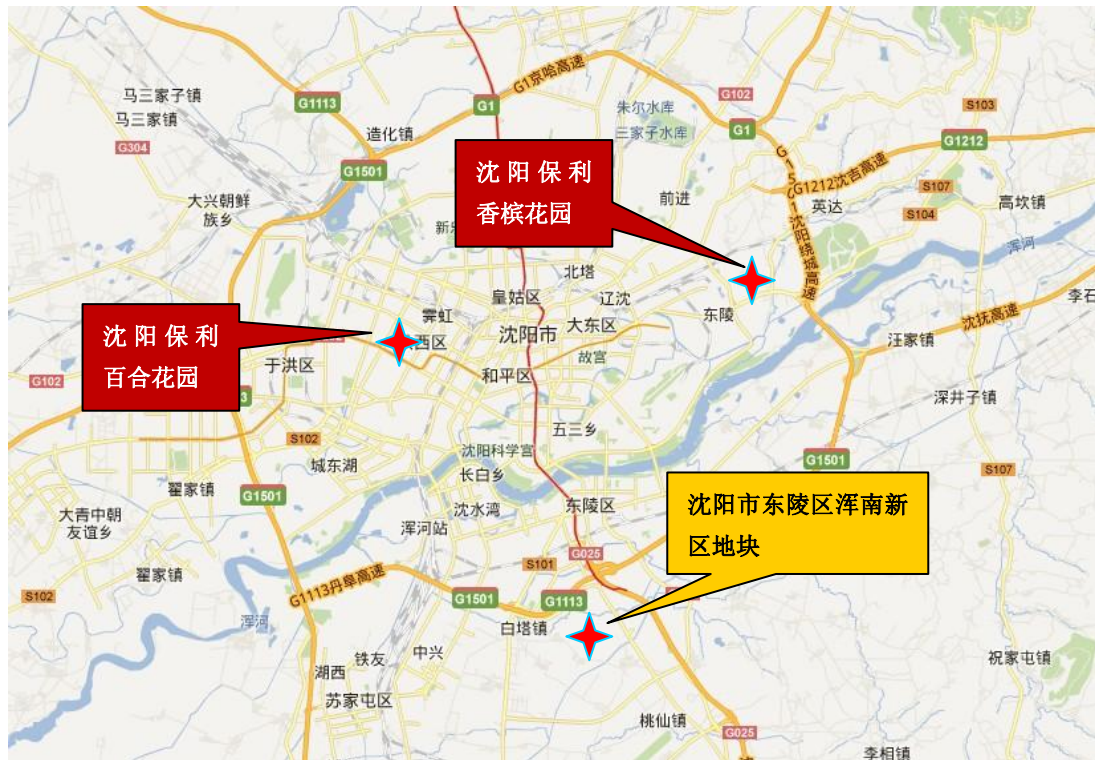 G1京哈高速
G102
马三家子镇
马三家镇
G1113
G1
朱尔水库
S103
造化镇
三家子水库
G1
G304
G1212
G1501
沈阳保利
香槟花园
G1212沈吉高速
S107
大兴朝鲜
族乡
前进
英达
S104
高坎镇
沈阳绕城高速
浑河
北塔
皇姑区
辽沈
李石
霁虹
东陵
沈抚高速
沈阳保利
百合花园
沈阳市
大东区
汪家镇
西区
故宫
于洪区
和平区
G102
深井子镇
五三乡
S102
沈阳科学宫
城东湖
长白乡
G1501
S107
翟家镇
G1501
沈阳市东陵区浑南新
区地块
大青中朝
友谊乡
沈水湾
东陵区
浑河站
G025
S101
翟家镇
G1113丹阜高速
S102
G1501
G1113
浑河
白塔镇
中兴
铁友
湖西
祝家屯镇
苏家屯区
桃仙镇
G025
李相镇